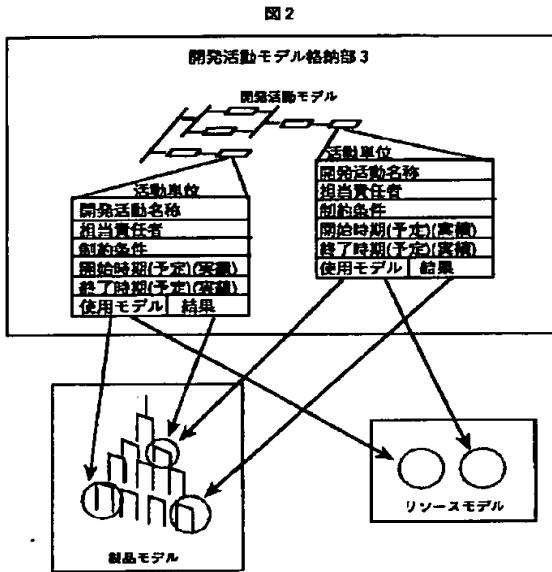 図2
開発活動モデル格納部3
開発活動モデル
活動単位
開発活動名称
担当責任者
制約条件
開始時期(予定)(実績)
終了時期(予定)(実績)
使用モデル 結果
活動単位
開発活動名称
担当責任者
制約条件
開始時期(予定)(実績)
終了時期(予定)(実績)
使用モデル 結果
製品モデル
リソースモデル